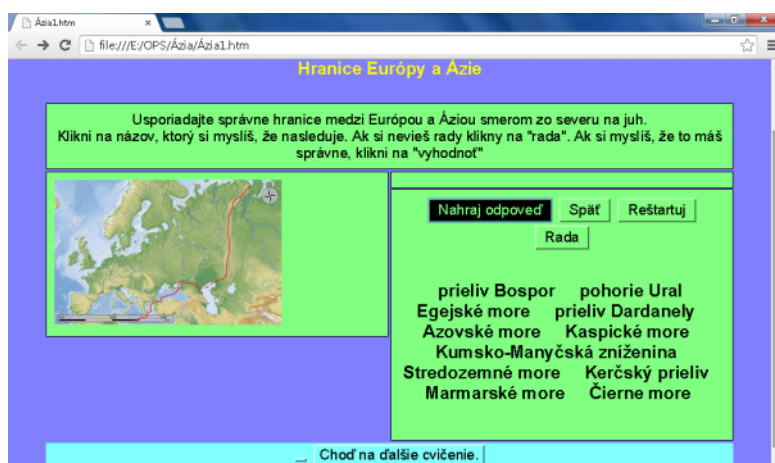 Ázia1.htm
file:///E:/OPS/Ázia/Ázia1.htm
Hranice Európy a Ázie
Usporiadajte správne hranice medzi Európou a Áziou smerom zo severu na juh.
Klikni na názov, ktorý si myslíš, že nasleduje. Ak si nevieš rady klikny na "rada". Ak si myslíš, že to máš
správne, klikni na "vyhodnoť"
Nahraj odpoveď Späť Reštartuj
Rada
prieliv Bospor pohorie Ural
Egejské more prieliv Dardanely
Azovské more Kaspické more
Kumsko-Manyčská zníženina
Stredozemné more Kerčský prieliv
Marmarské more Čierne more
Choď na ďalšie cvičenie.